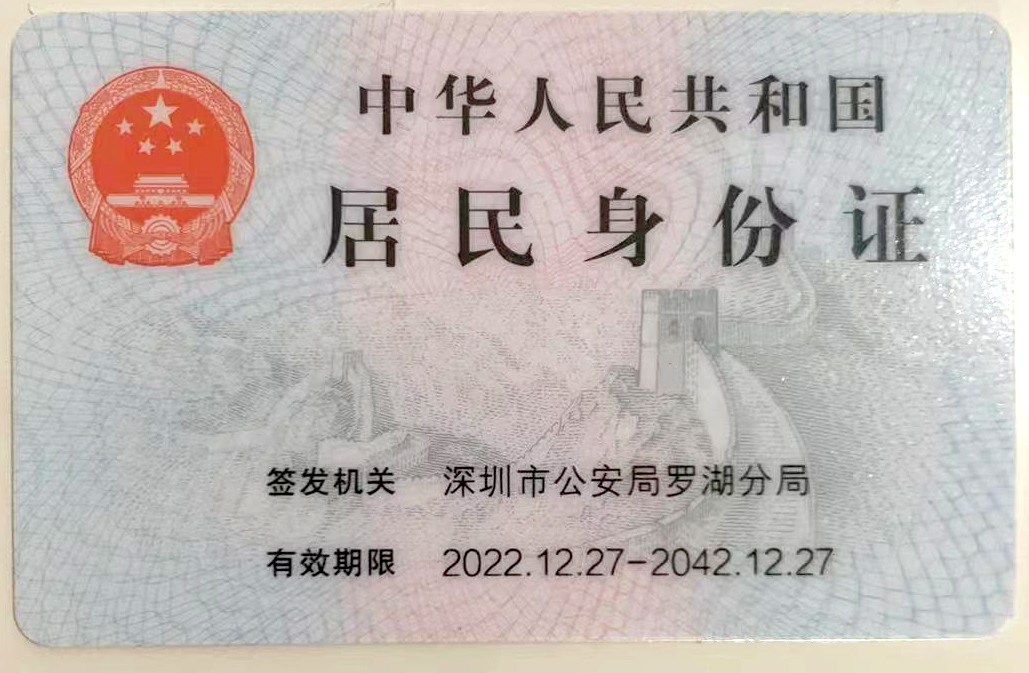 中华人民共和国
居民身份证
签发机关 深圳市公安局罗湖分局
有效期限 2022.12.27-2042.12.27